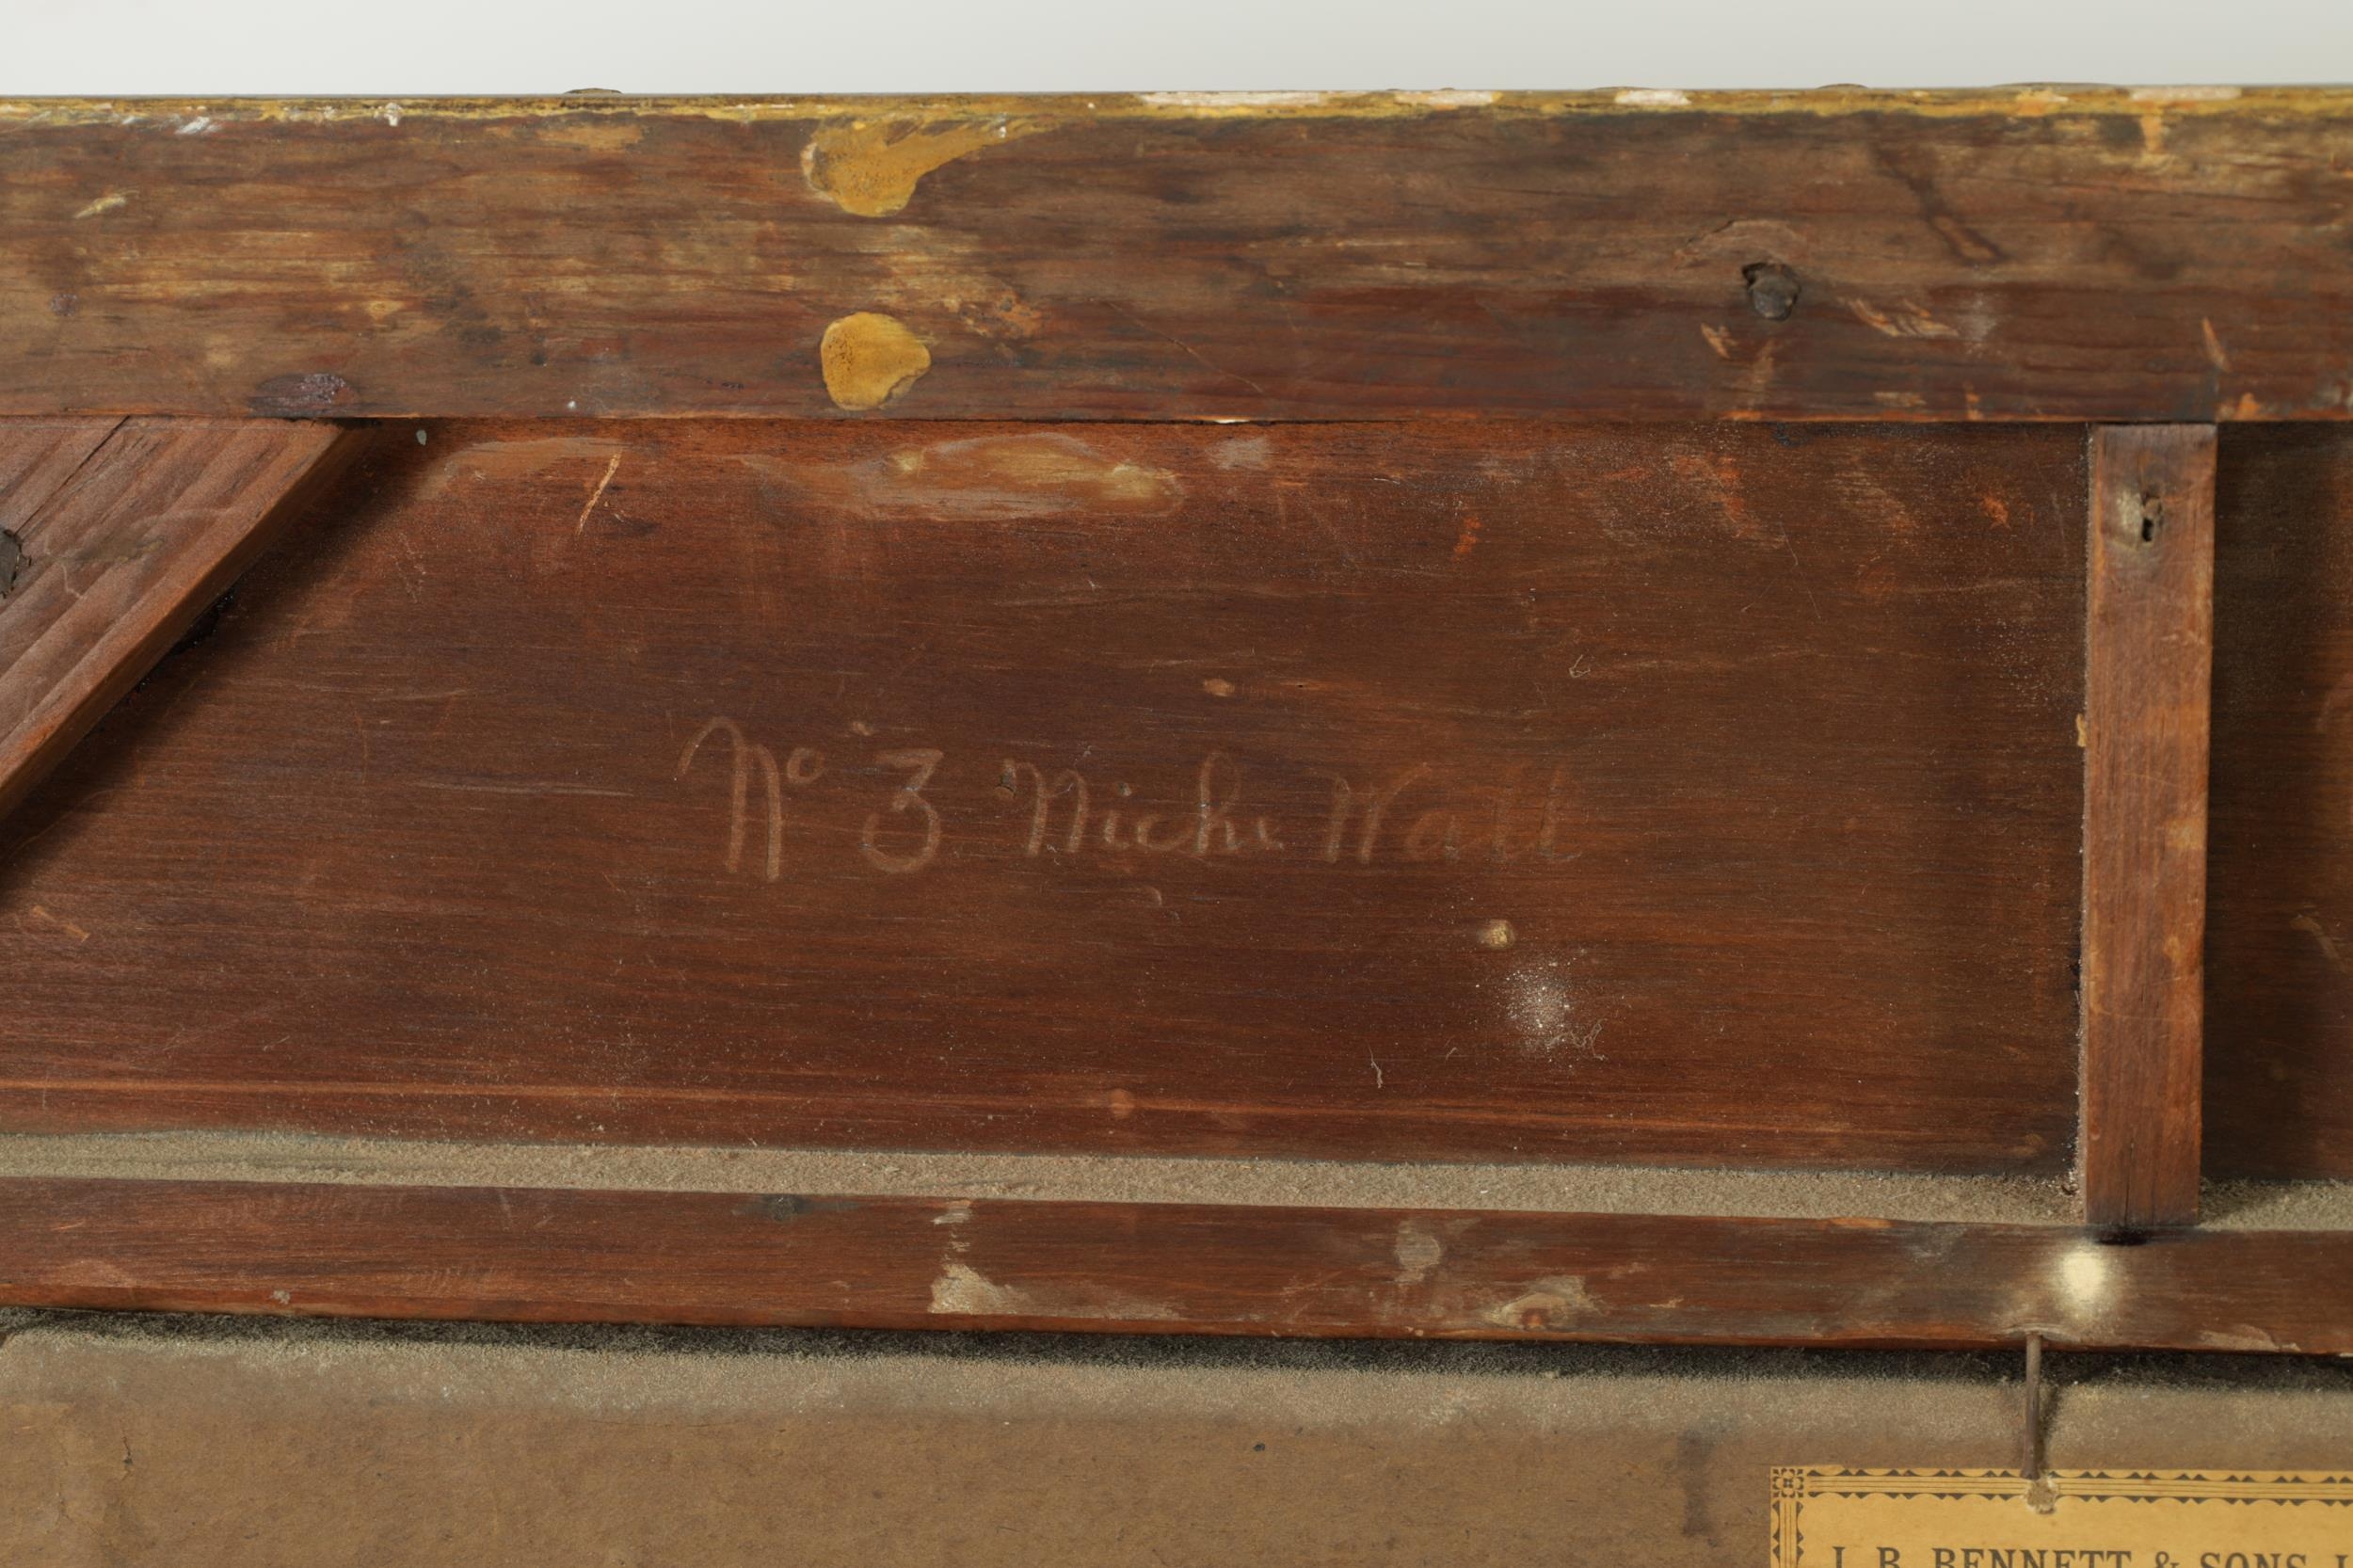 No 3 Niche Wall
J. B. BENNETT & SONS